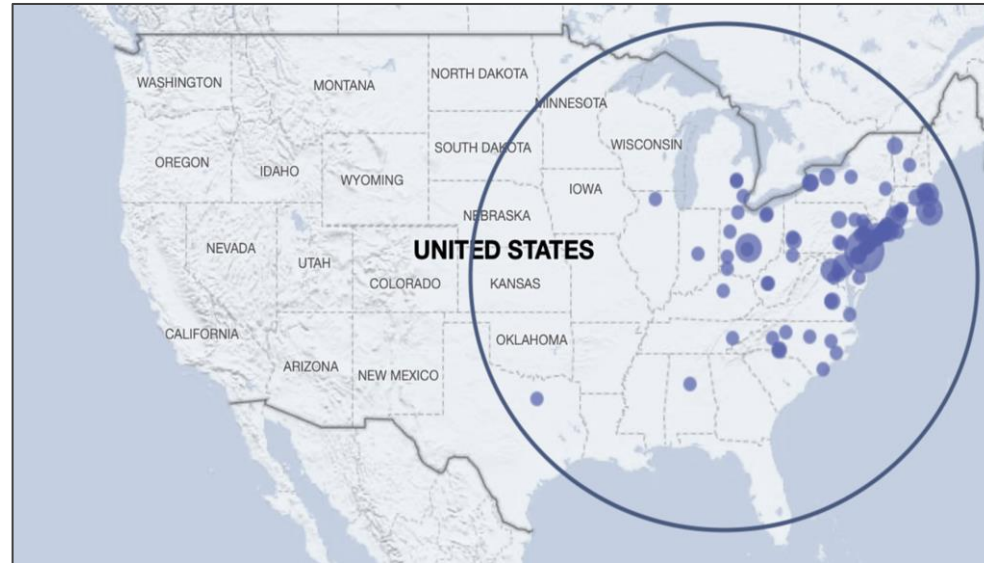 NORTH DAKOTA
WASHINGTON
MONTANA
MINNESOTA
WISCONSIN
SOUTH DAKOTA
OREGON
IDAHO
WYOMING
IOWA
NEBRASKA
NEVADA
UNITED STATES
UTAH
COLORADO
KANSAS
CALIFORNIA
OKLAHOMA
ARIZONA
NEW MEXICO